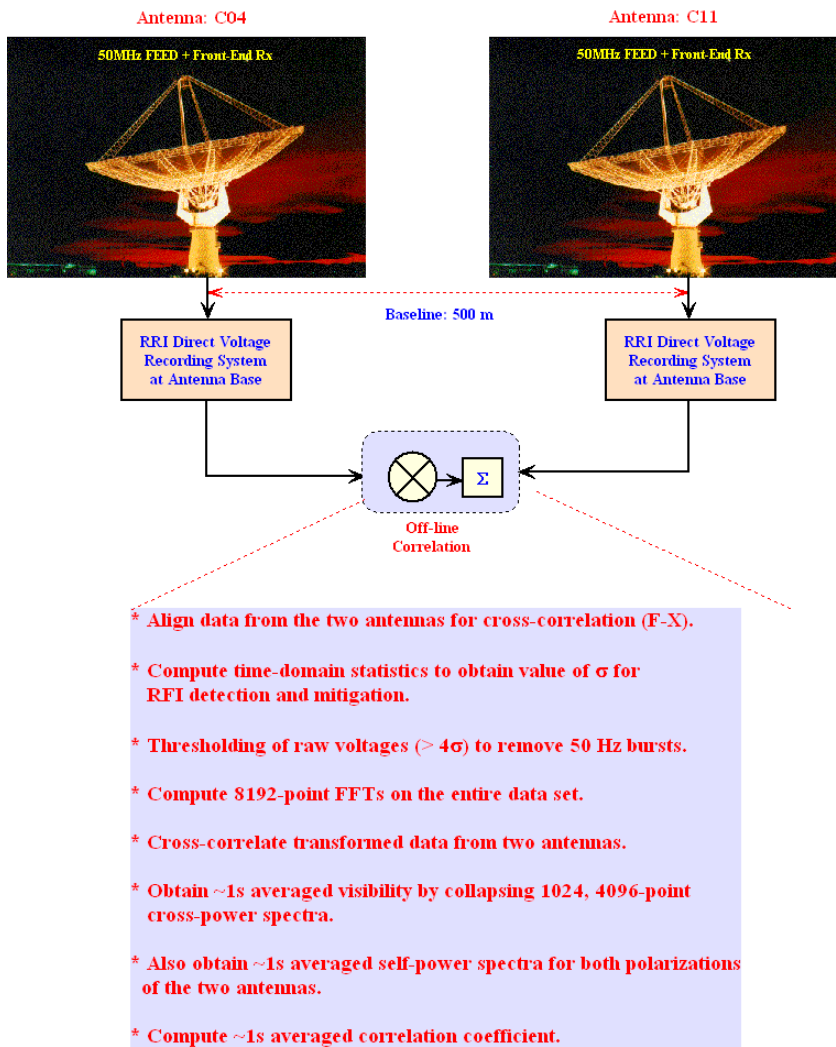 Antenna: C04
Antenna: C11
50MHz FEED + Front-End Rx
50MHz FEED + Front-End Rx
Baseline: 500 m
RRI Direct Voltage
Recording System
at Antenna Base
RRI Direct Voltage
Recording System
at Antenna Base
Σ
Off-line
Correlation
* Align data from the two antennas for cross-correlation (F-X).
* Compute time-domain statistics to obtain value of σ for
RFI detection and mitigation.
* Thresholding of raw voltages (> 4σ) to remove 50 Hz bursts.
* Compute 8192-point FFTs on the entire data set.
* Cross-correlate transformed data from two antennas.
* Obtain ~1s averaged visibility by collapsing 1024, 4096-point
cross-power spectra.
* Also obtain ~1s averaged self-power spectra for both polarizations
of the two antennas.
* Compute ~1s averaged correlation coefficient.